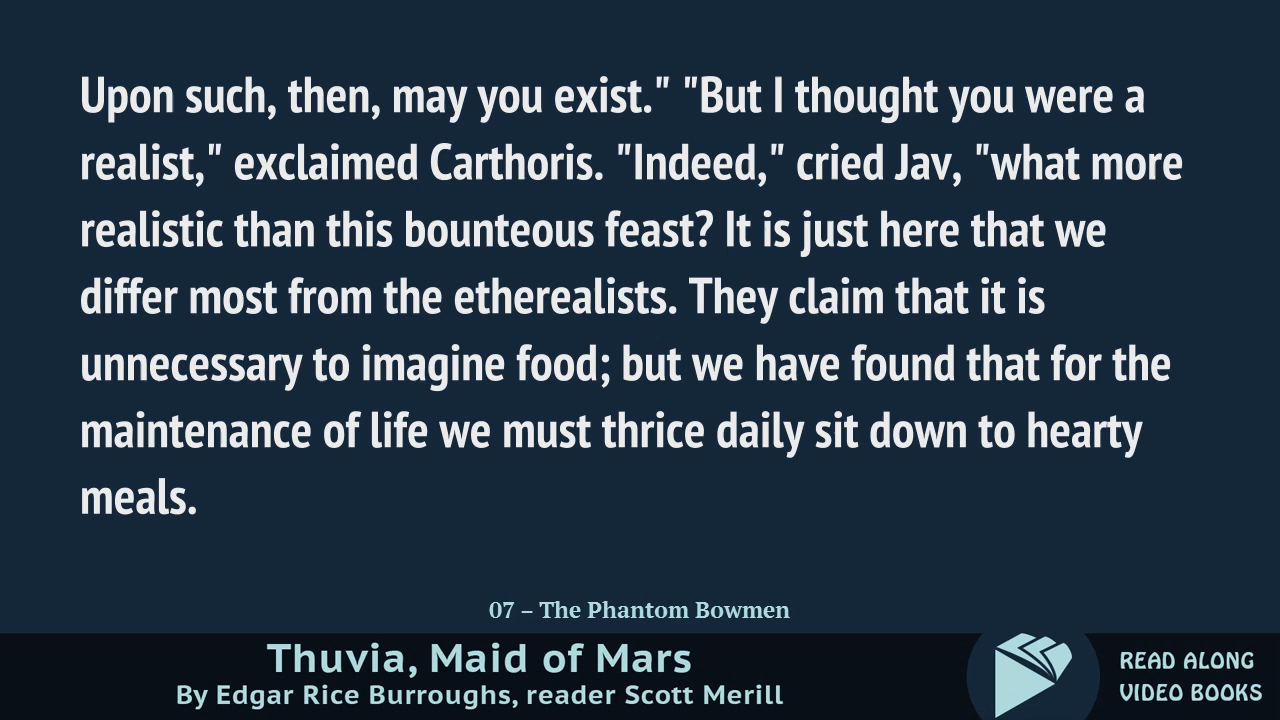 Upon such, then, may you exist." "But I thought you were a
realist," exclaimed Carthoris. "Indeed," cried Jav, "what more
realistic than this bounteous feast? It is just here that we
differ most from the etherealists. They claim that it is
unnecessary to imagine food; but we have found that for the
maintenance of life we must thrice daily sit down to hearty
meals.
07 – The Phantom Bowmen
Thuvia, Maid of Mars
By Edgar Rice Burroughs, reader Scott Merill
READ ALONG
VIDEO BOOKS